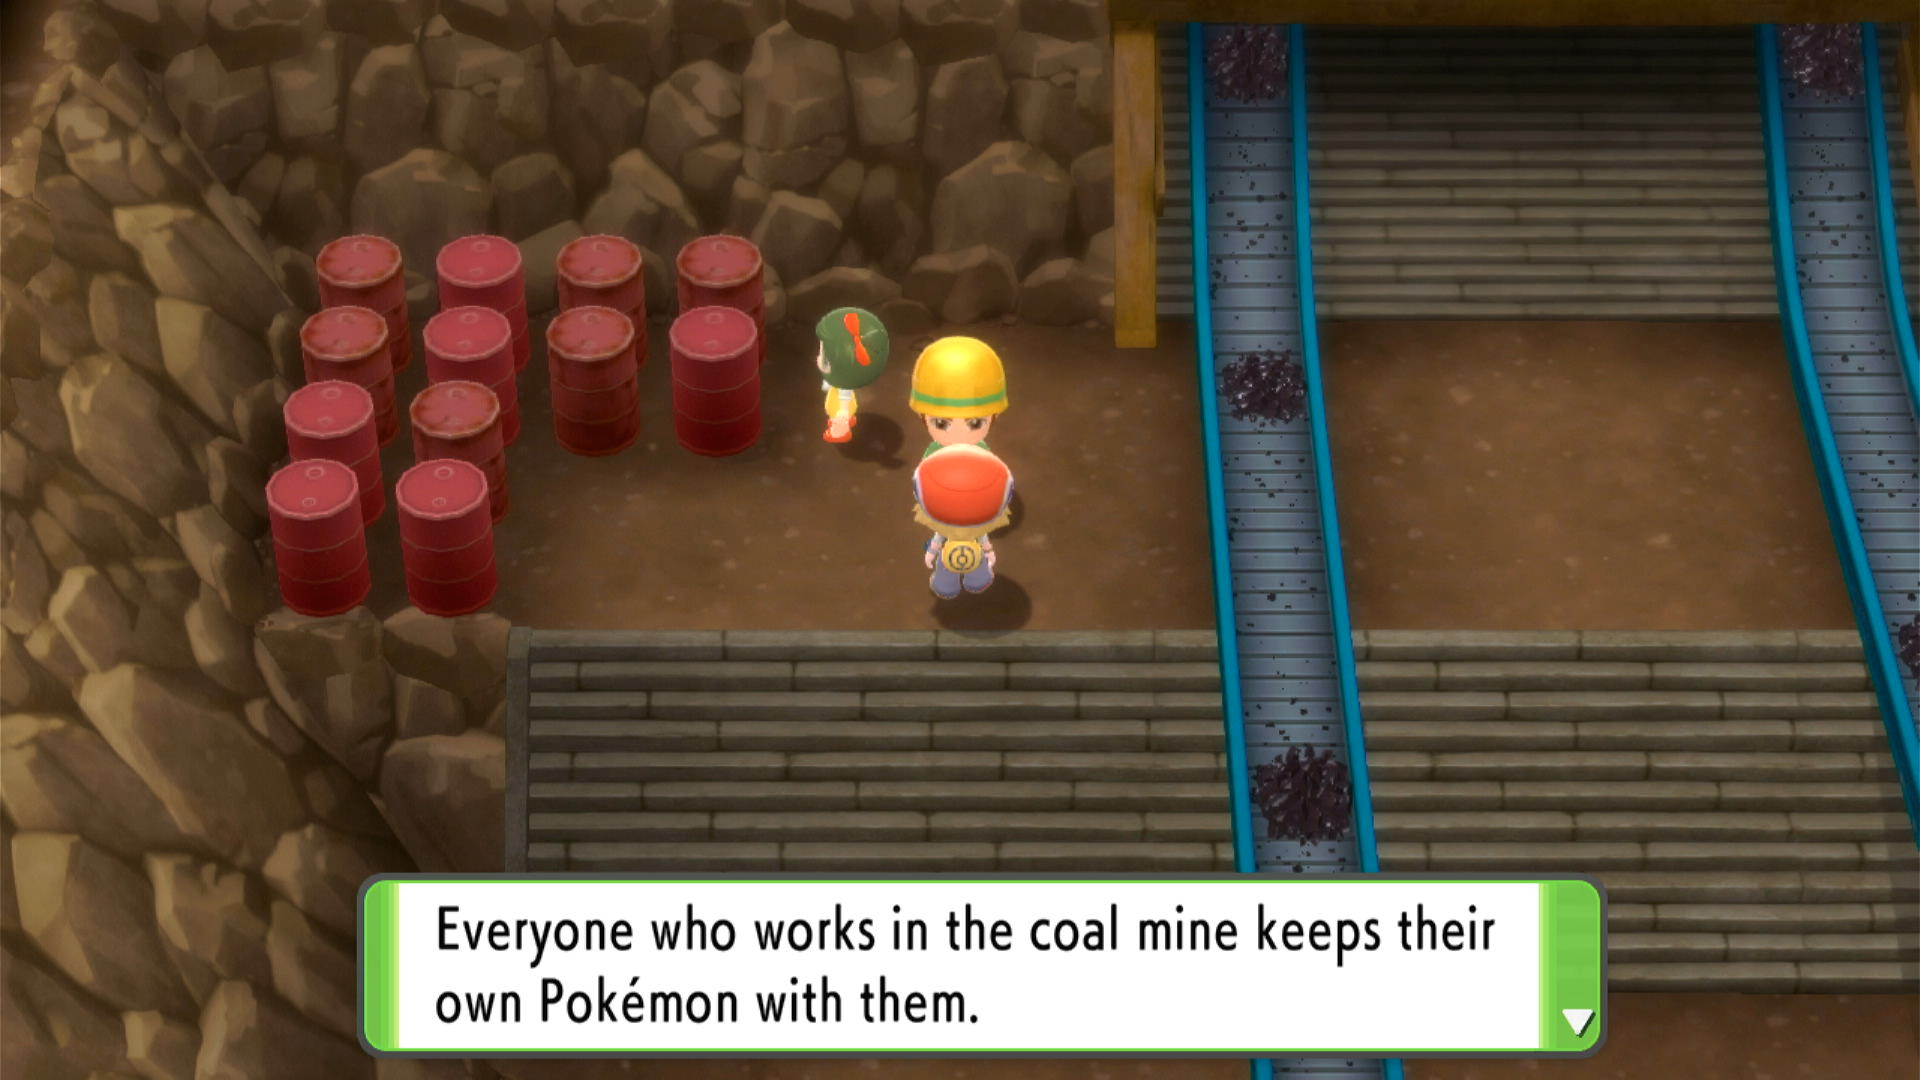 Everyone who works in the coal mine keeps their
own Pokémon with them.